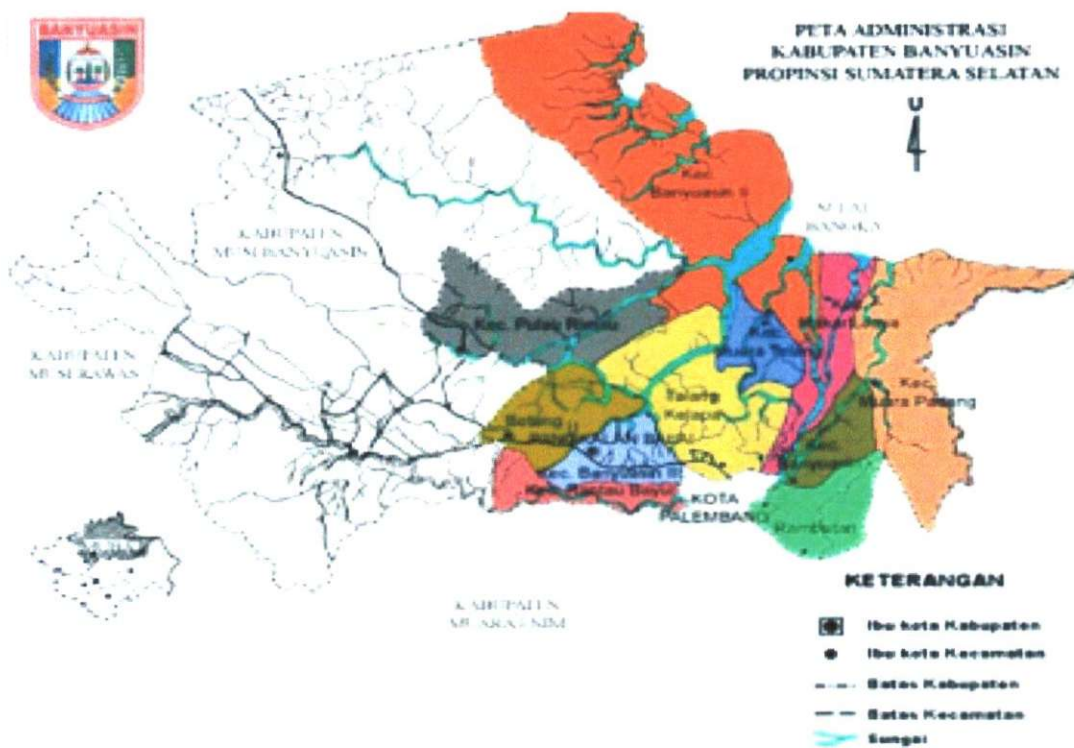 BANYUASIN
PETA ADMINISTRASI
KABUPATEN BANYUASIN
PROPINSI SUMATERA SELATAN
U
Kec.
Banyuasin II
SELAT
BANGKA
KABUPATEN
MUSI BANYUASIN
Kec. Pulau Rimau
KABUPATEN
MUSI RAWAS
Kec.
Muara Telang
Makarti Jaya
Kec.
Muara Padang
Talang
Kelapa
Betung
PANGKALAN BALAI
Kec. Banyuasin III
Kec. Rantau Bayur
Kec.
KOTA
PALEMBANG
Rambutan
KABUPATEN
MUARA ENIM
KETERANGAN
Ibu kota Kabupaten
Ibu kota Kecamatan
Batas Kabupaten
Batas Kecamatan
Sungai